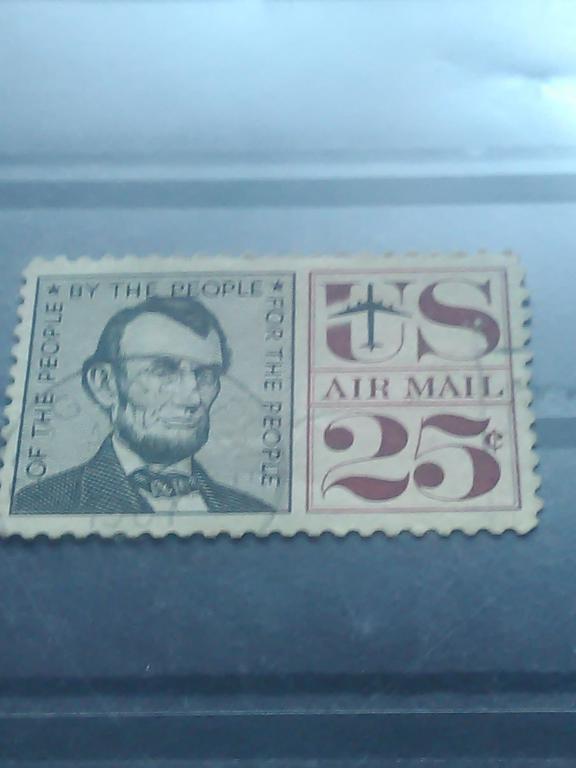 OF THE PEOPLE ★ BY THE PEOPLE ★ FOR THE PEOPLE
US
AIR MAIL
25¢